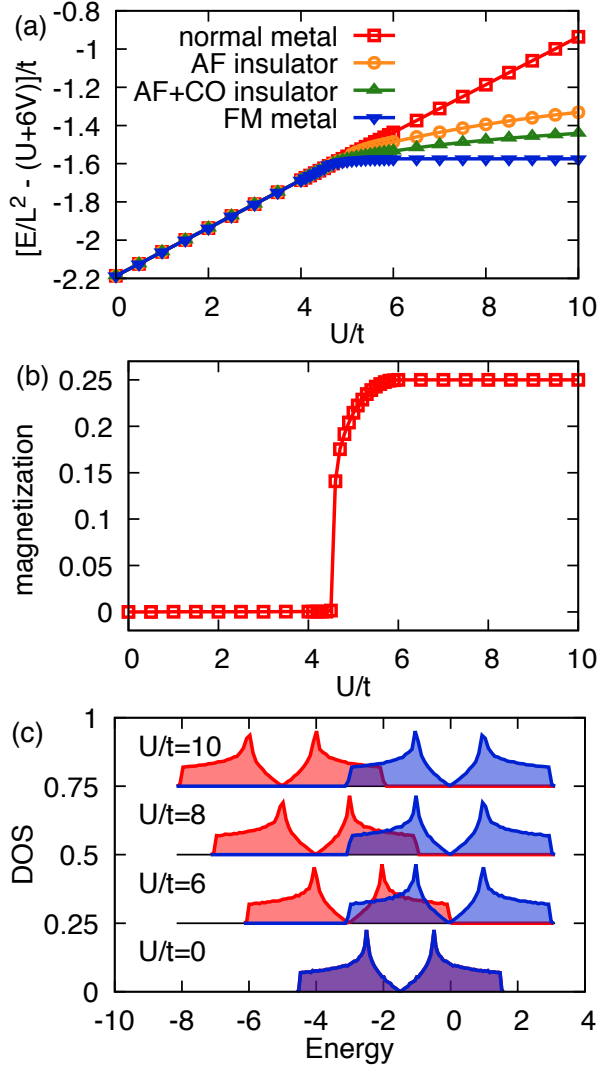 (a)
[E/L² - (U+6V)]/t
-1
-1.2
-1.4
-1.6
-1.8
-2
-2.2
normal metal
AF insulator
AF+CO insulator
FM metal
0 2 4 6 8 10
U/t
(b)
magnetization
0.25
0.2
0.15
0.1
0.05
0
0 2 4 6 8 10
U/t
(c)
DOS
1
0.75
0.5
0.25
0
U/t=10
U/t=8
U/t=6
U/t=0
-10 -8 -6 -4 -2 0 2 4
Energy